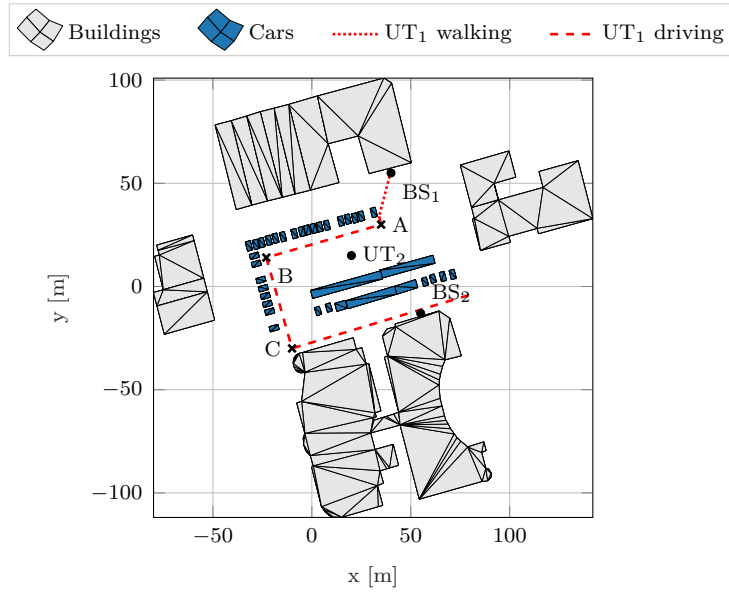 Buildings Cars UT₁ walking UT₁ driving
100
50
0
−50
−100
y [m]
BS₁
A
UT₂
B
BS₂
C
−50 0 50 100
x [m]